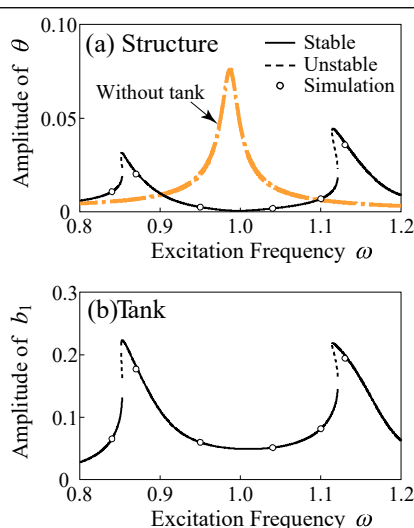 (a) Structure
Stable
Unstable
Simulation
Without tank
Amplitude of θ
0.10
0.05
0
0.8 0.9 1.0 1.1 1.2
Excitation Frequency ω
(b)Tank
Amplitude of b₁
0.3
0.2
0.1
0
0.8 0.9 1.0 1.1 1.2
Excitation Frequency ω